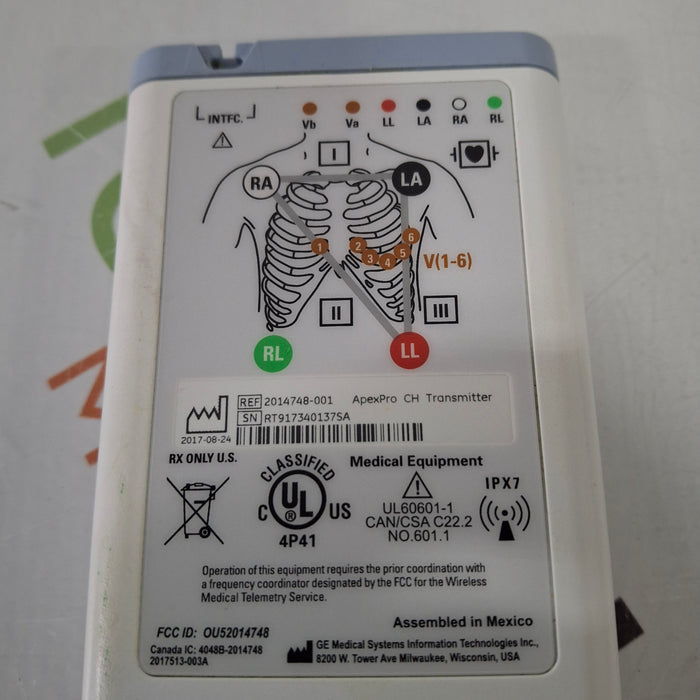 INTFC.
Vb Va LL LA RA RL
I
RA LA
1 2 3 4 5 6
V(1-6)
II III
RL LL
REF 2014748-001 ApexPro CH Transmitter
SN RT917340137SA
2017-08-24
RX ONLY U.S.
CLASSIFIED
C UL ® US
4P41
Medical Equipment
UL60601-1
CAN/CSA C22.2
NO.601.1
IPX7
Operation of this equipment requires the prior coordination with
a frequency coordinator designated by the FCC for the Wireless
Medical Telemetry Service.
Assembled in Mexico
FCC ID: OU52014748
Canada IC: 4048B-2014748
2017513-003A
GE Medical Systems Information Technologies Inc.,
8200 W. Tower Ave Milwaukee, Wisconsin, USA